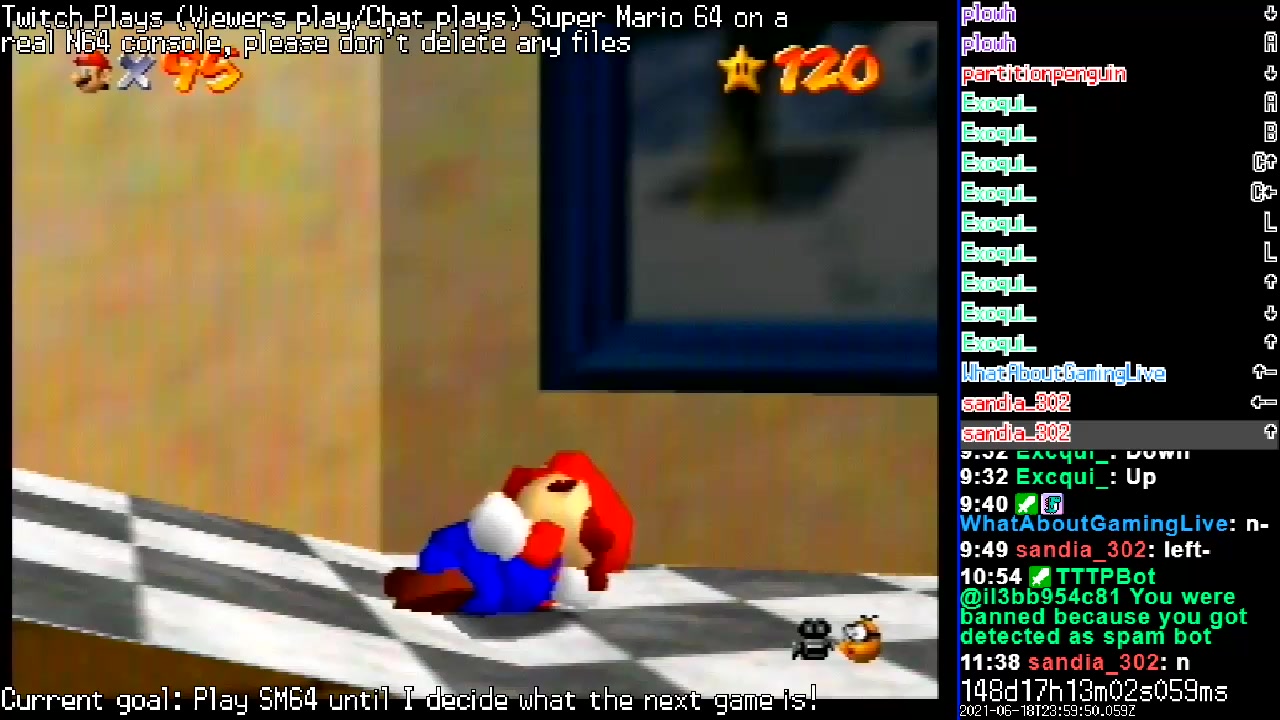 Twitch Plays (Viewers play/Chat plays) Super Mario 64 on a
real N64 console, please don't delete any files
95
120
Current goal: Play SM64 until I decide what the next game is!
plowh ↓
plowh A
partitionpenguin ↓
Excqui_ A
Excqui_ B
Excqui_ C↑
Excqui_ C←
Excqui_ L
Excqui_ L
Excqui_ ↑
Excqui_ ↓
Excqui_ ↑
WhatAboutGamingLive ↑-
sandia_302 ←-
sandia_302 ↑
9:32 Excqui_: Down
9:32 Excqui_: Up
9:40
WhatAboutGamingLive: n-
9:49 sandia_302: left-
10:54 TTTPBot
@il3bb954c81 You were
banned because you got
detected as spam bot
11:38 sandia_302: n
148d17h13m02s059ms
2021-06-18T23:59:50.059Z